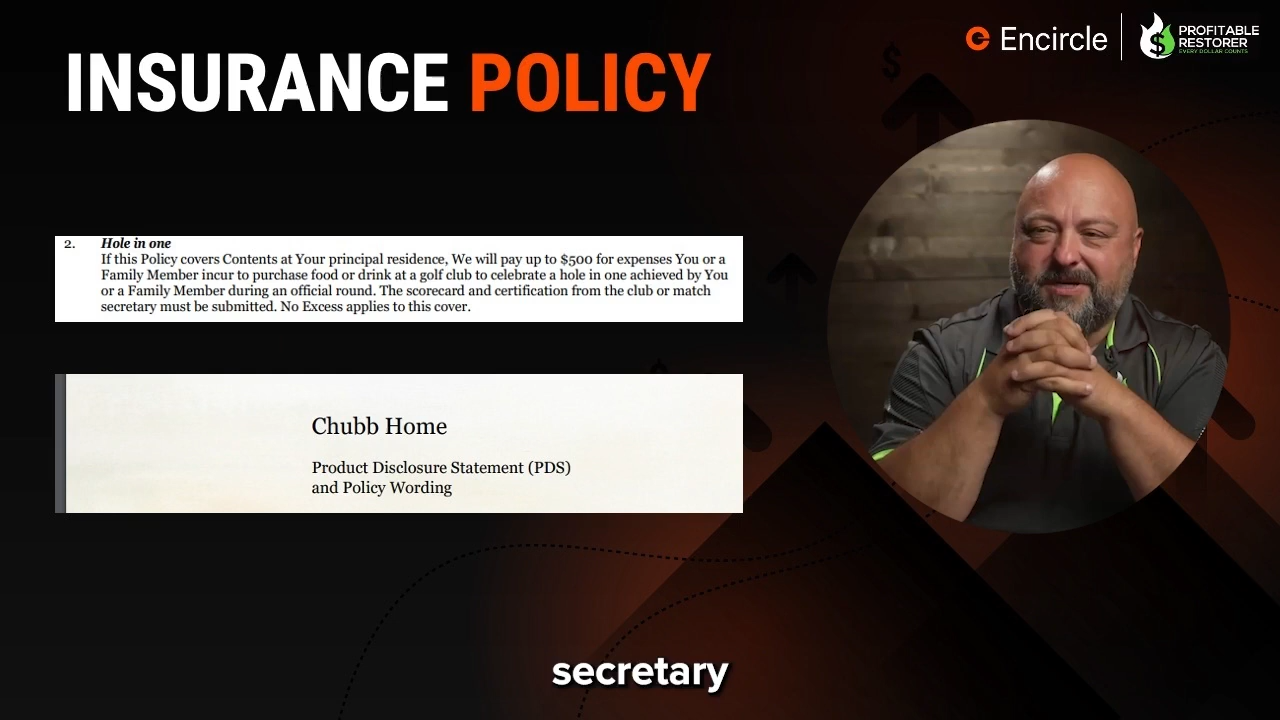 Encircle
PROFITABLE
RESTORER
EVERY DOLLAR COUNTS
INSURANCE POLICY
$
2. Hole in one
If this Policy covers Contents at Your principal residence, We will pay up to $500 for expenses You or a
Family Member incur to purchase food or drink at a golf club to celebrate a hole in one achieved by You
or a Family Member during an official round. The scorecard and certification from the club or match
secretary must be submitted. No Excess applies to this cover.
Chubb Home
Product Disclosure Statement (PDS)
and Policy Wording
secretary